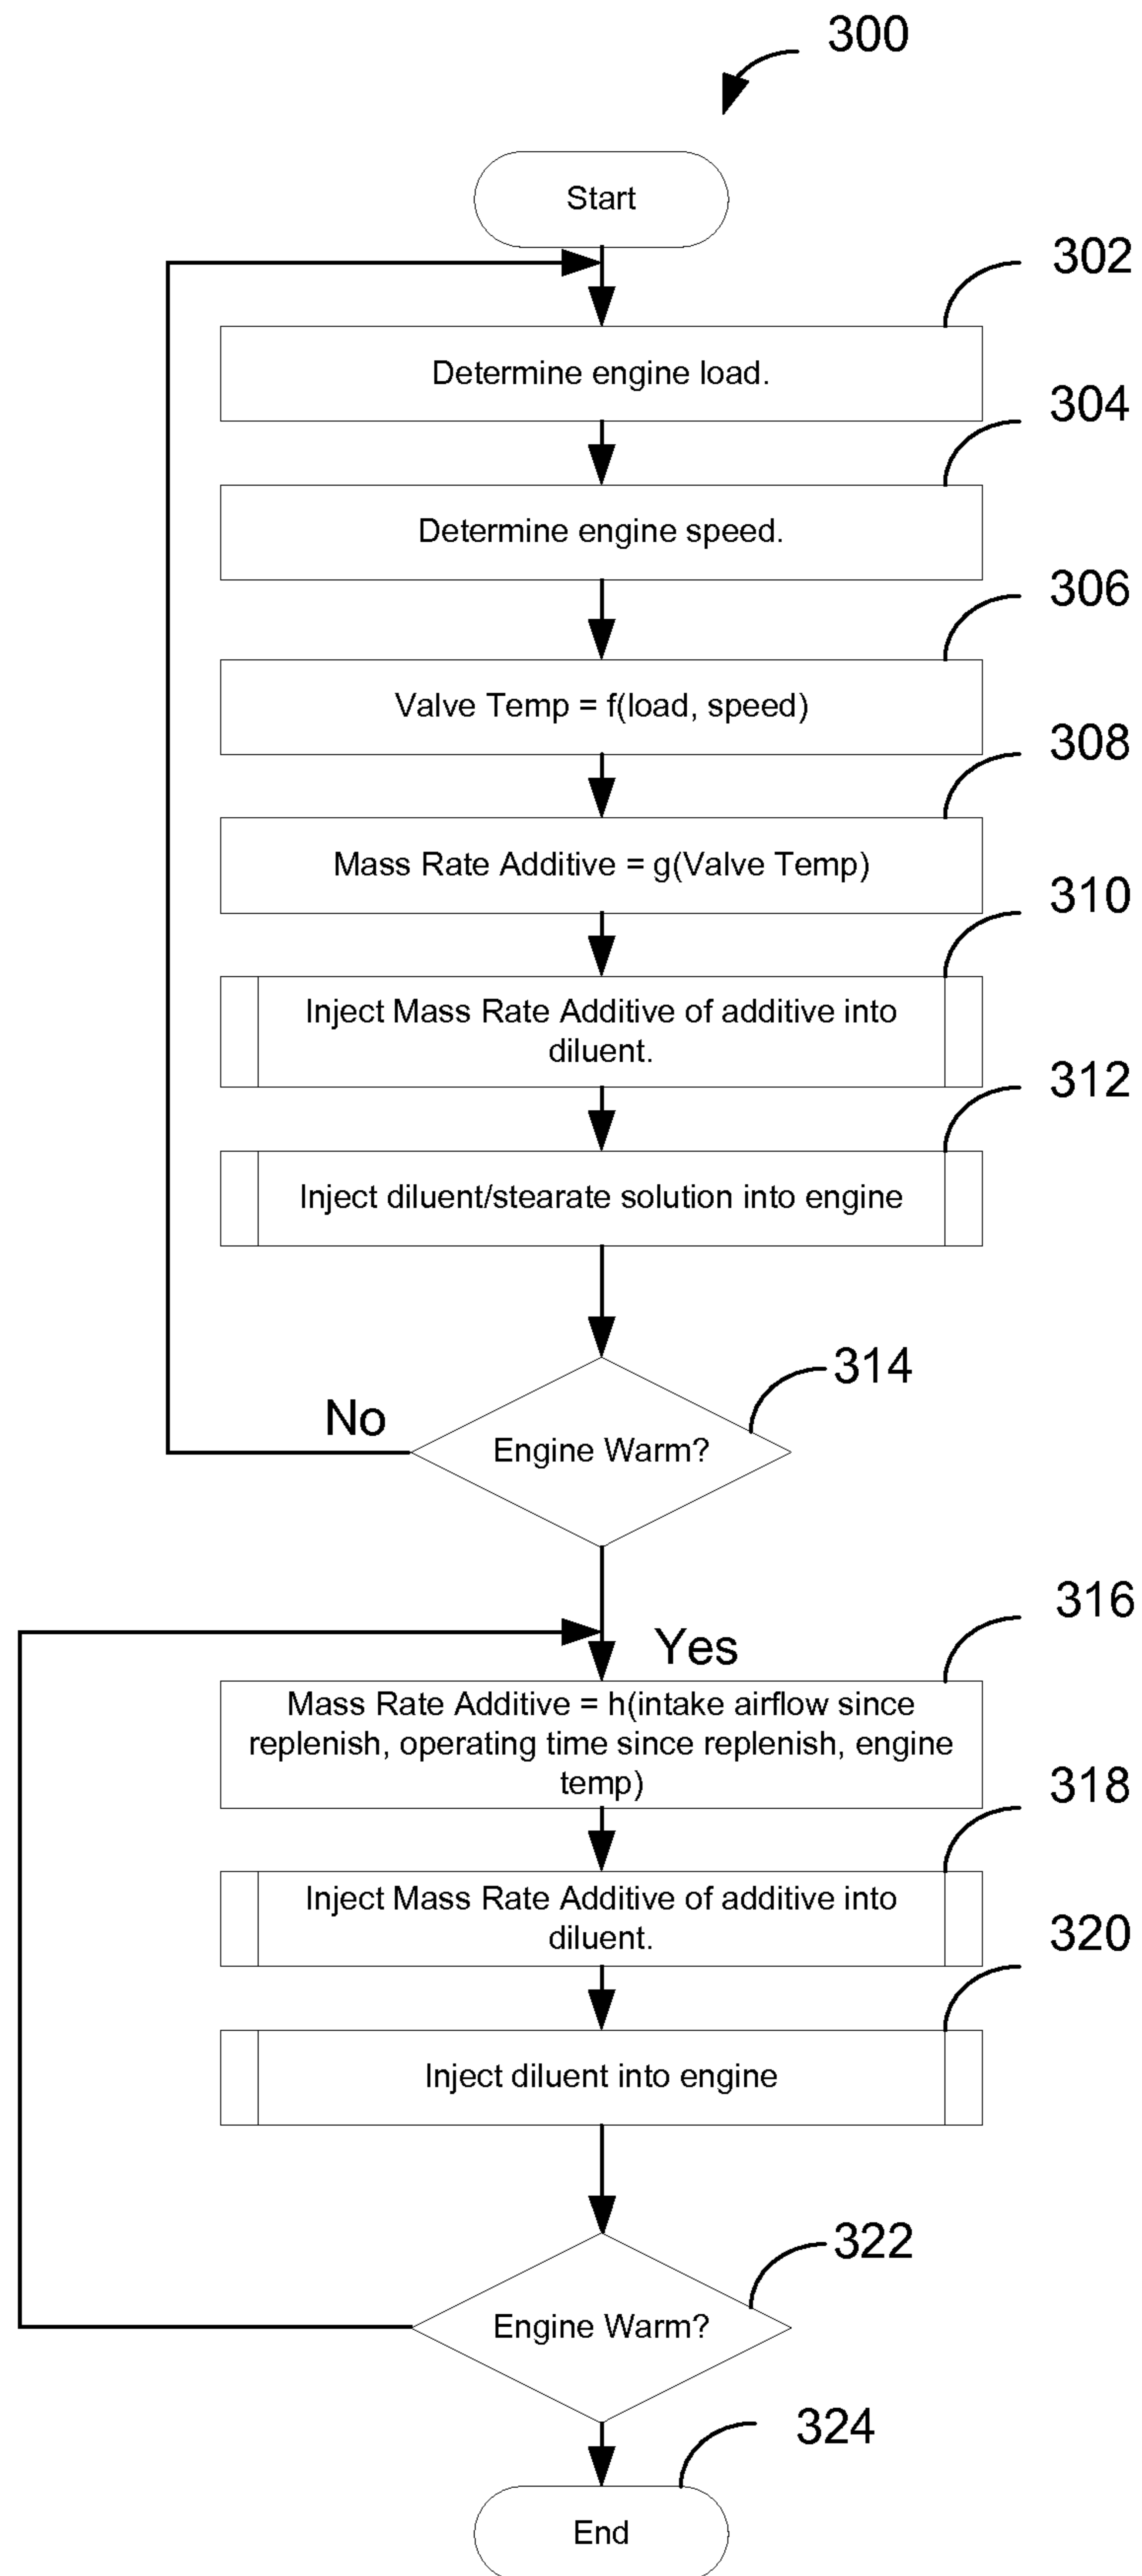 300
Start
302
Determine engine load.
304
Determine engine speed.
306
Valve Temp = f(load, speed)
308
Mass Rate Additive = g(Valve Temp)
310
Inject Mass Rate Additive of additive into
diluent.
312
Inject diluent/stearate solution into engine
314
No
Engine Warm?
316
Yes
Mass Rate Additive = h(intake airflow since
replenish, operating time since replenish, engine
temp)
318
Inject Mass Rate Additive of additive into
diluent.
320
Inject diluent into engine
322
Engine Warm?
324
End